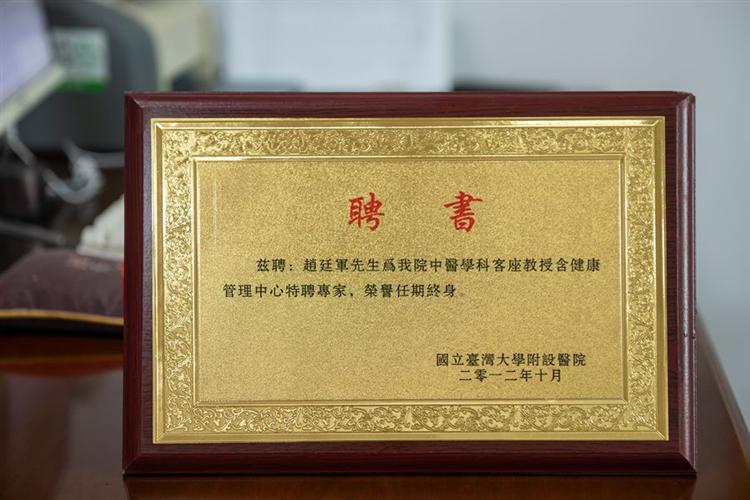 聘書
兹聘：趙廷軍先生爲我院中醫學科客座教授含健康
管理中心特聘專家，榮譽任期終身。
國立臺灣大學附設醫院
二零一二年十月